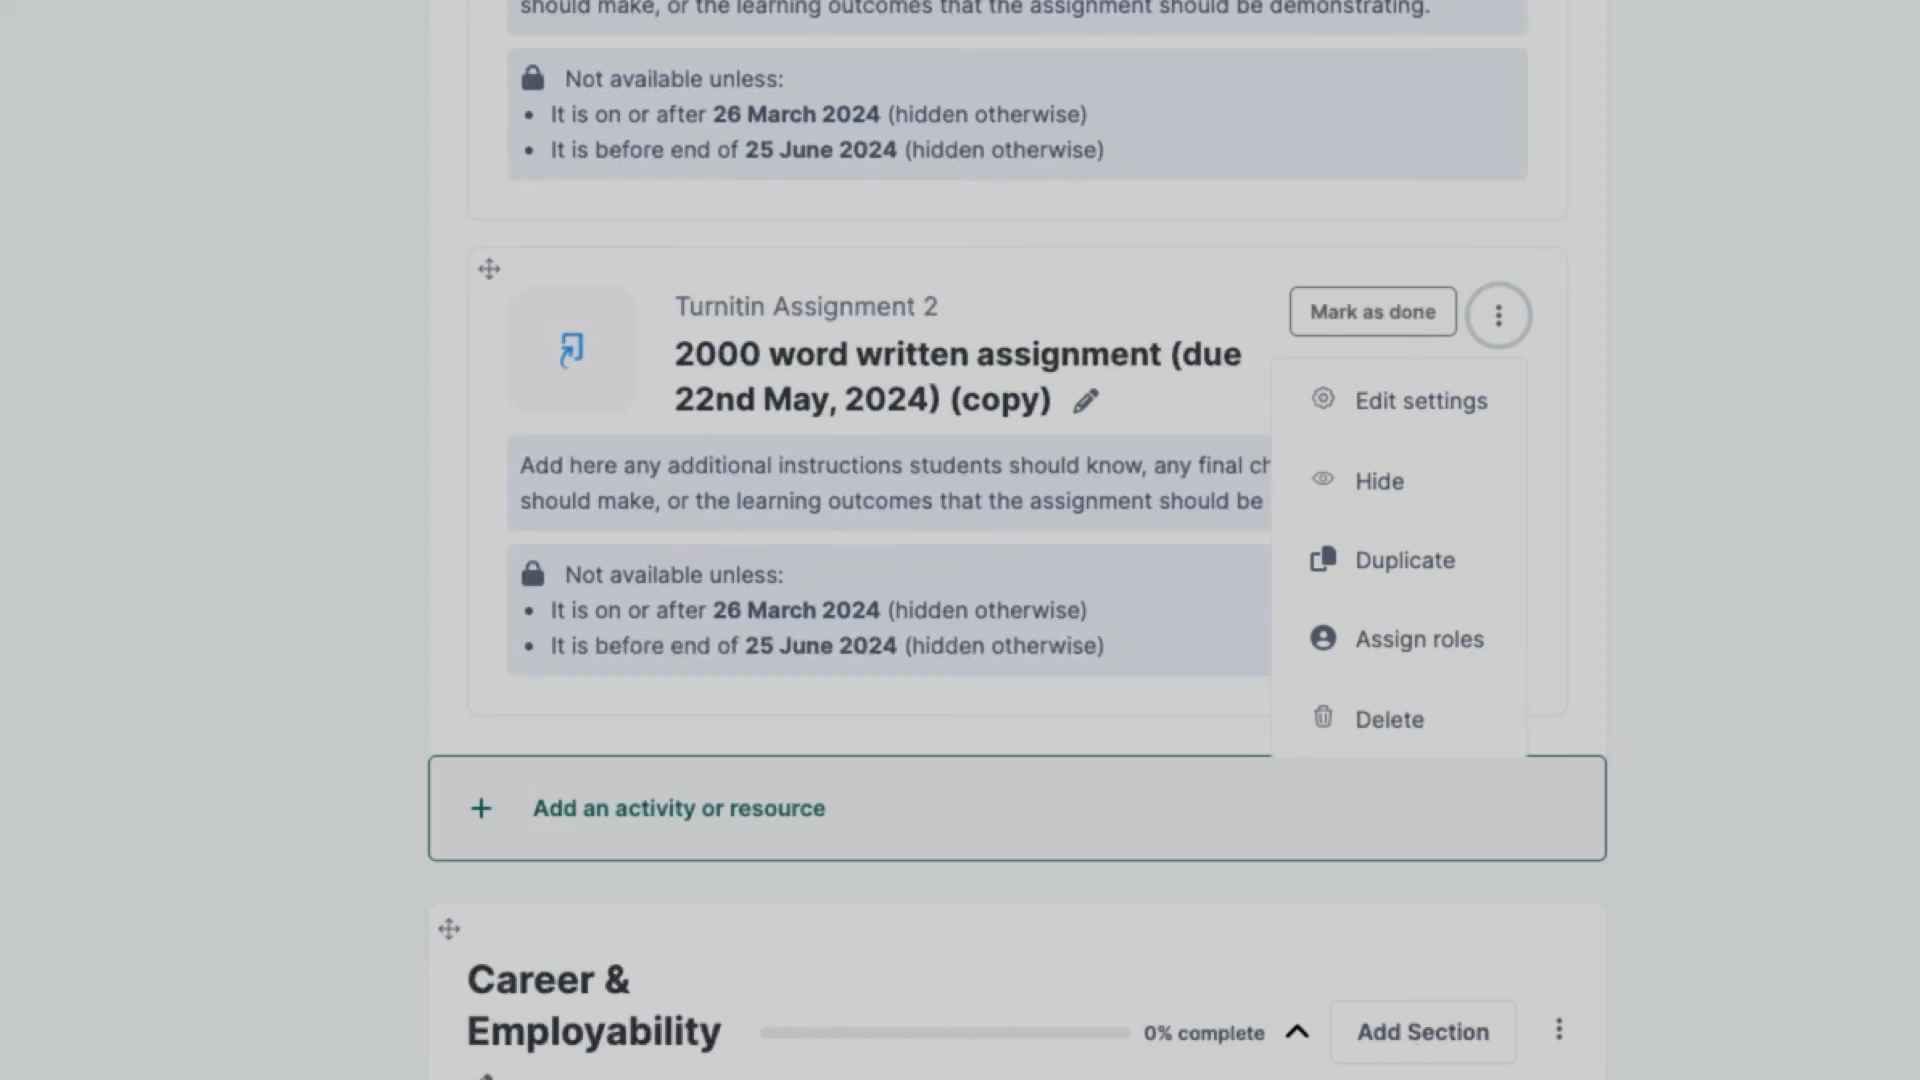 should make, or the learning outcomes that the assignment should be demonstrating.
Not available unless:
• It is on or after 26 March 2024 (hidden otherwise)
• It is before end of 25 June 2024 (hidden otherwise)
Turnitin Assignment 2
Mark as done
2000 word written assignment (due
22nd May, 2024) (copy)
Edit settings
Hide
Duplicate
Assign roles
Delete
Add here any additional instructions students should know, any final ch
should make, or the learning outcomes that the assignment should be
Not available unless:
• It is on or after 26 March 2024 (hidden otherwise)
• It is before end of 25 June 2024 (hidden otherwise)
+ Add an activity or resource
Career &
Employability
0% complete
Add Section